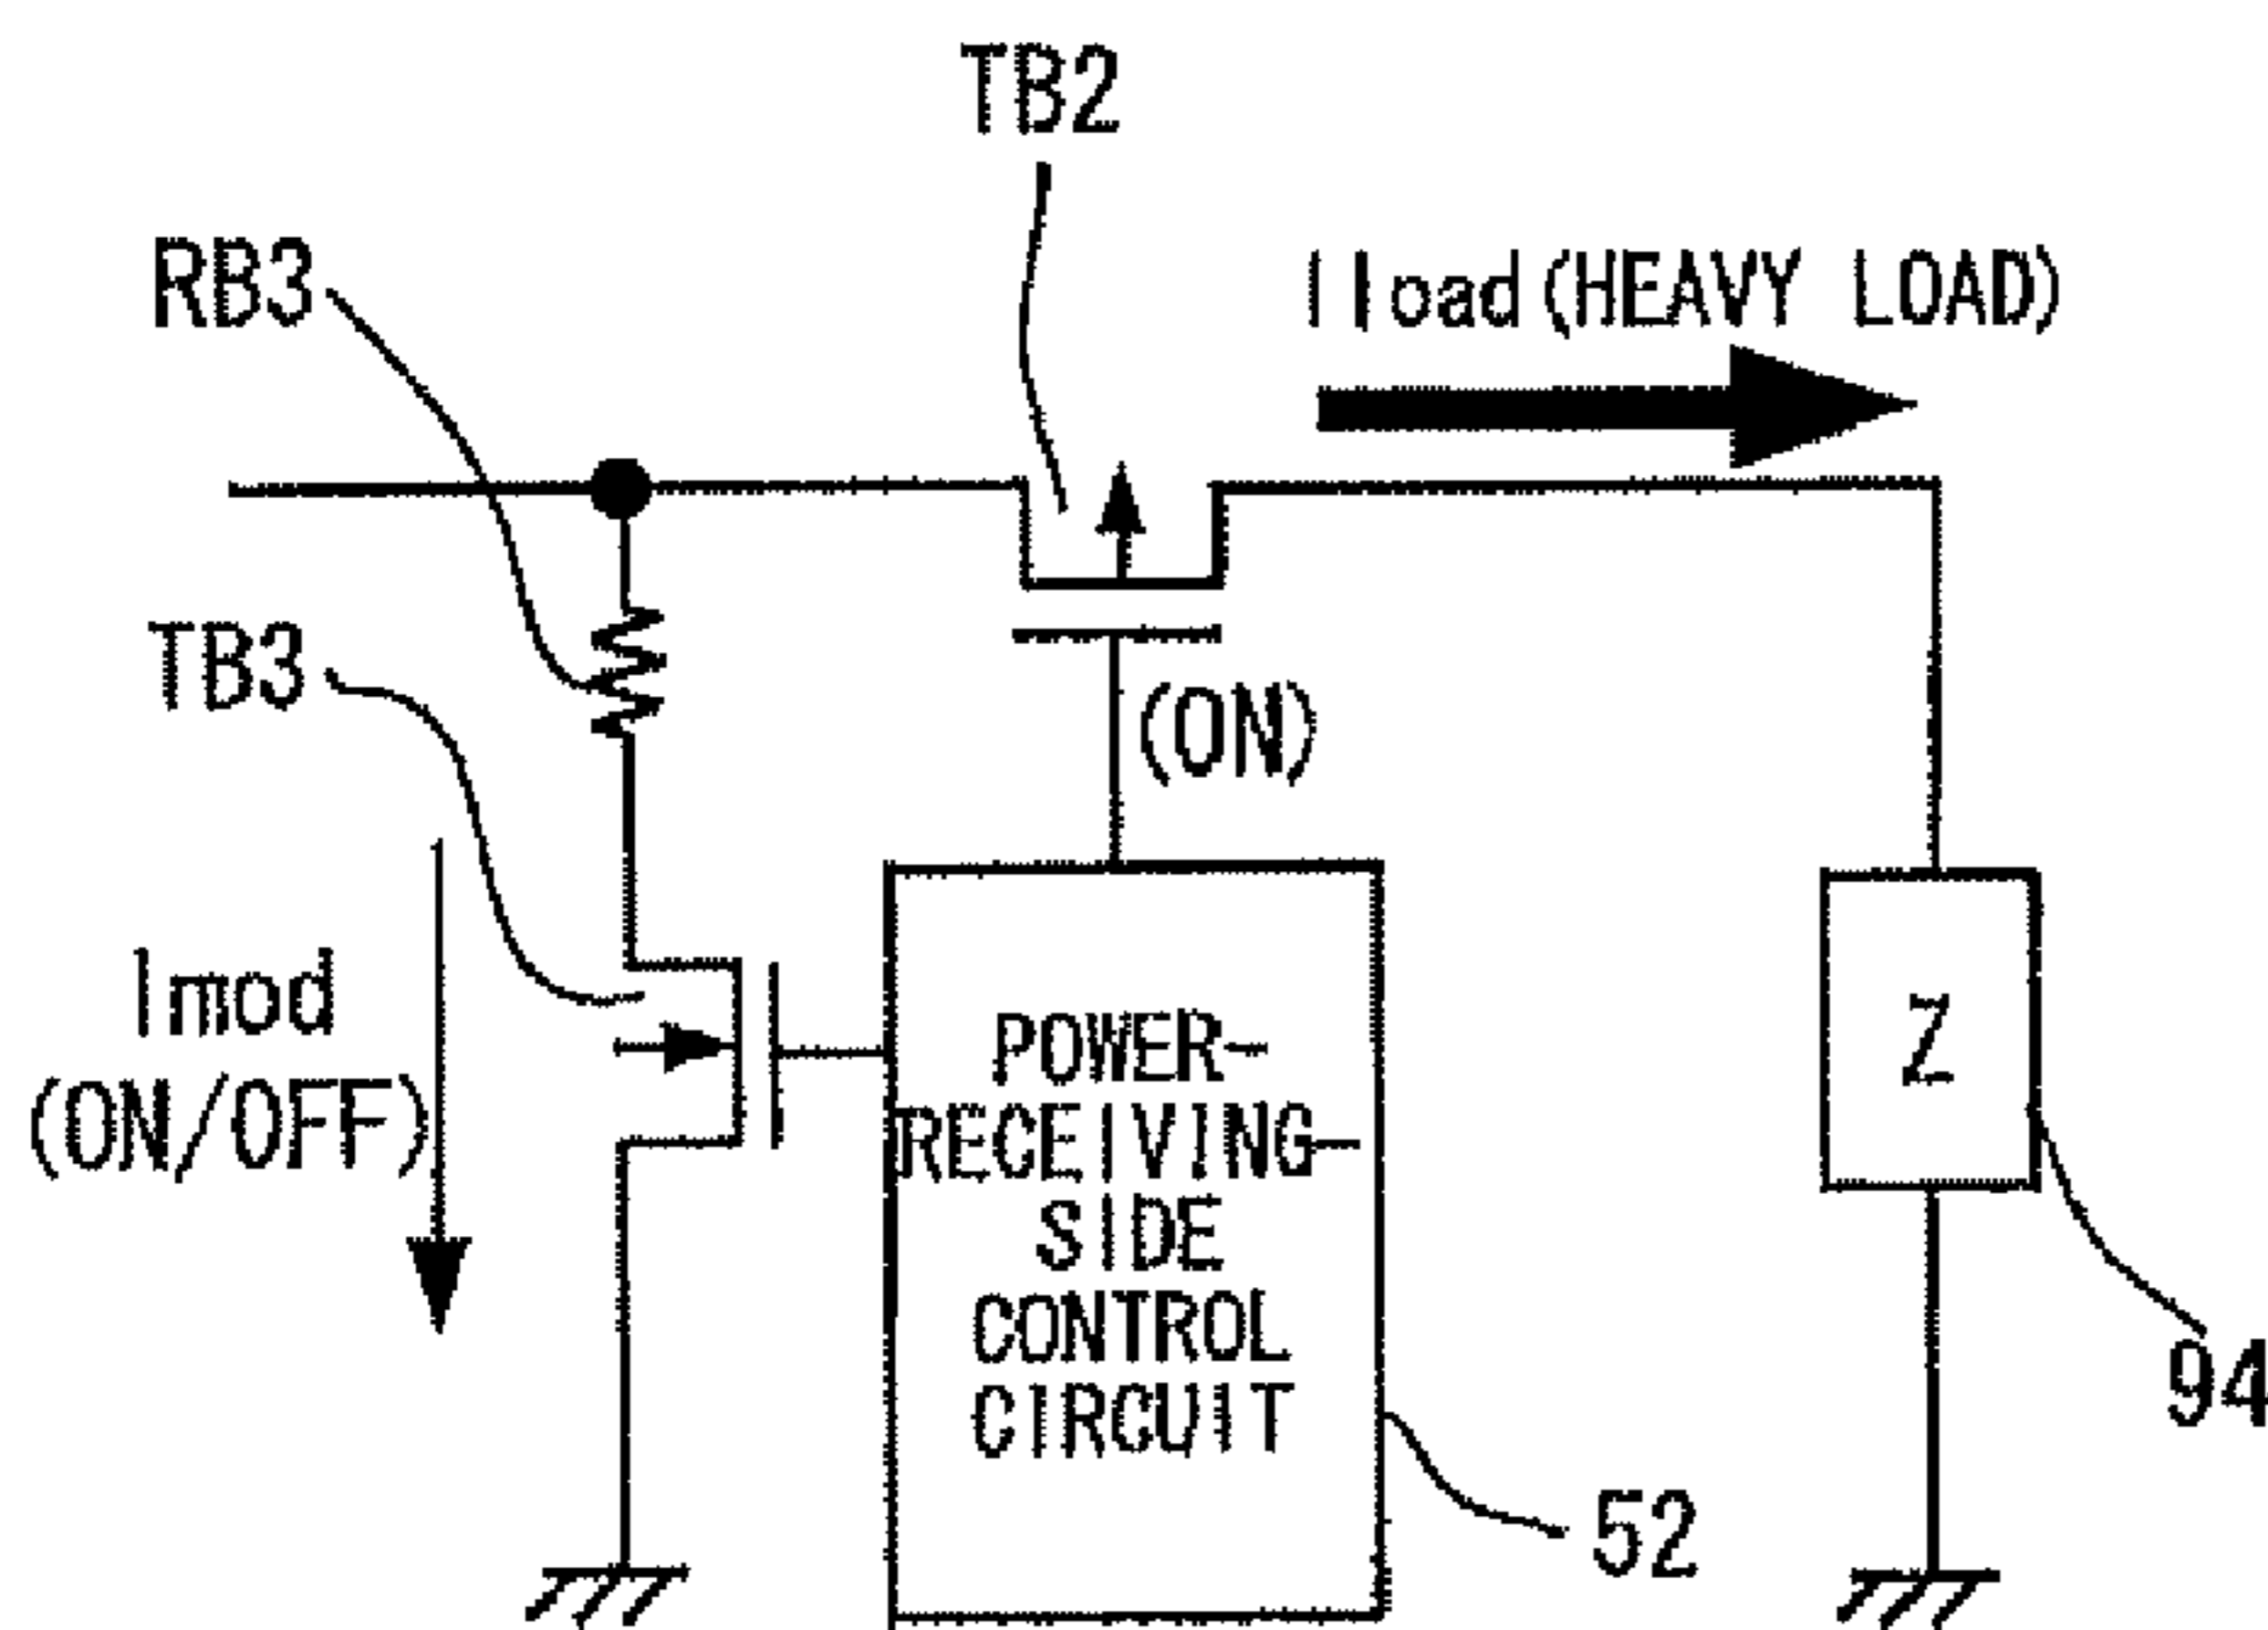 TB2
RB3
Iload(HEAVY LOAD)
TB3
(ON)
Imod
(ON/OFF)
POWER-
RECEIVING-
SIDE
CONTROL
CIRCUIT
Z
94
52